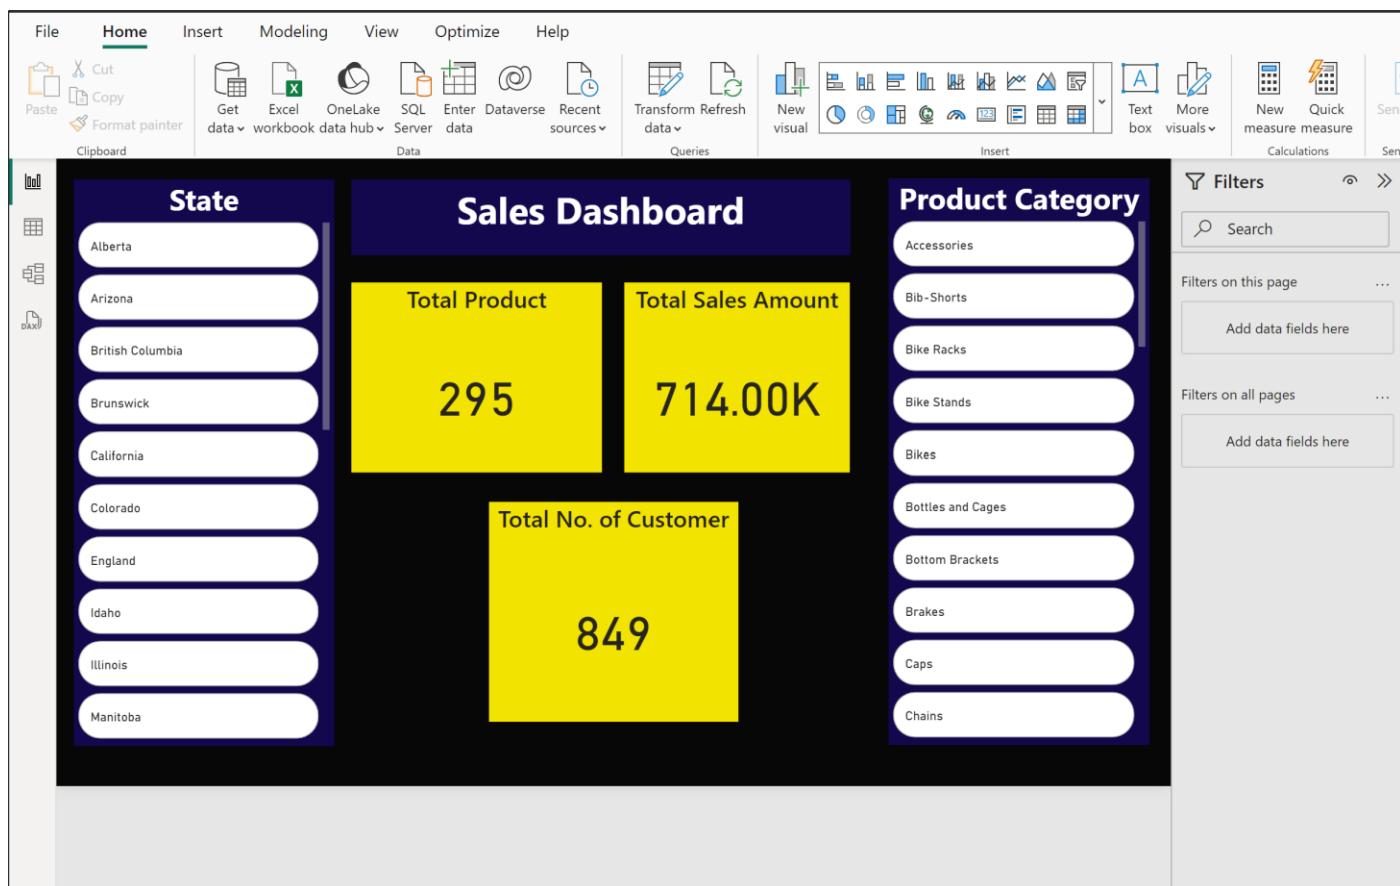 File Home Insert Modeling View Optimize Help
Paste
Cut
Copy
Format painter
Clipboard
Get data
Excel workbook
OneLake data hub
SQL Server
Enter data
Dataverse
Recent sources
Data
Transform data
Refresh
Queries
New visual
123
A
Text box
More visuals
Insert
New measure
Quick measure
Calculations
DAX
State
Alberta
Arizona
British Columbia
Brunswick
California
Colorado
England
Idaho
Illinois
Manitoba
Sales Dashboard
Total Product
295
Total Sales Amount
714.00K
Total No. of Customer
849
Product Category
Accessories
Bib-Shorts
Bike Racks
Bike Stands
Bikes
Bottles and Cages
Bottom Brackets
Brakes
Caps
Chains
Filters
Search
Filters on this page ...
Add data fields here
Filters on all pages ...
Add data fields here